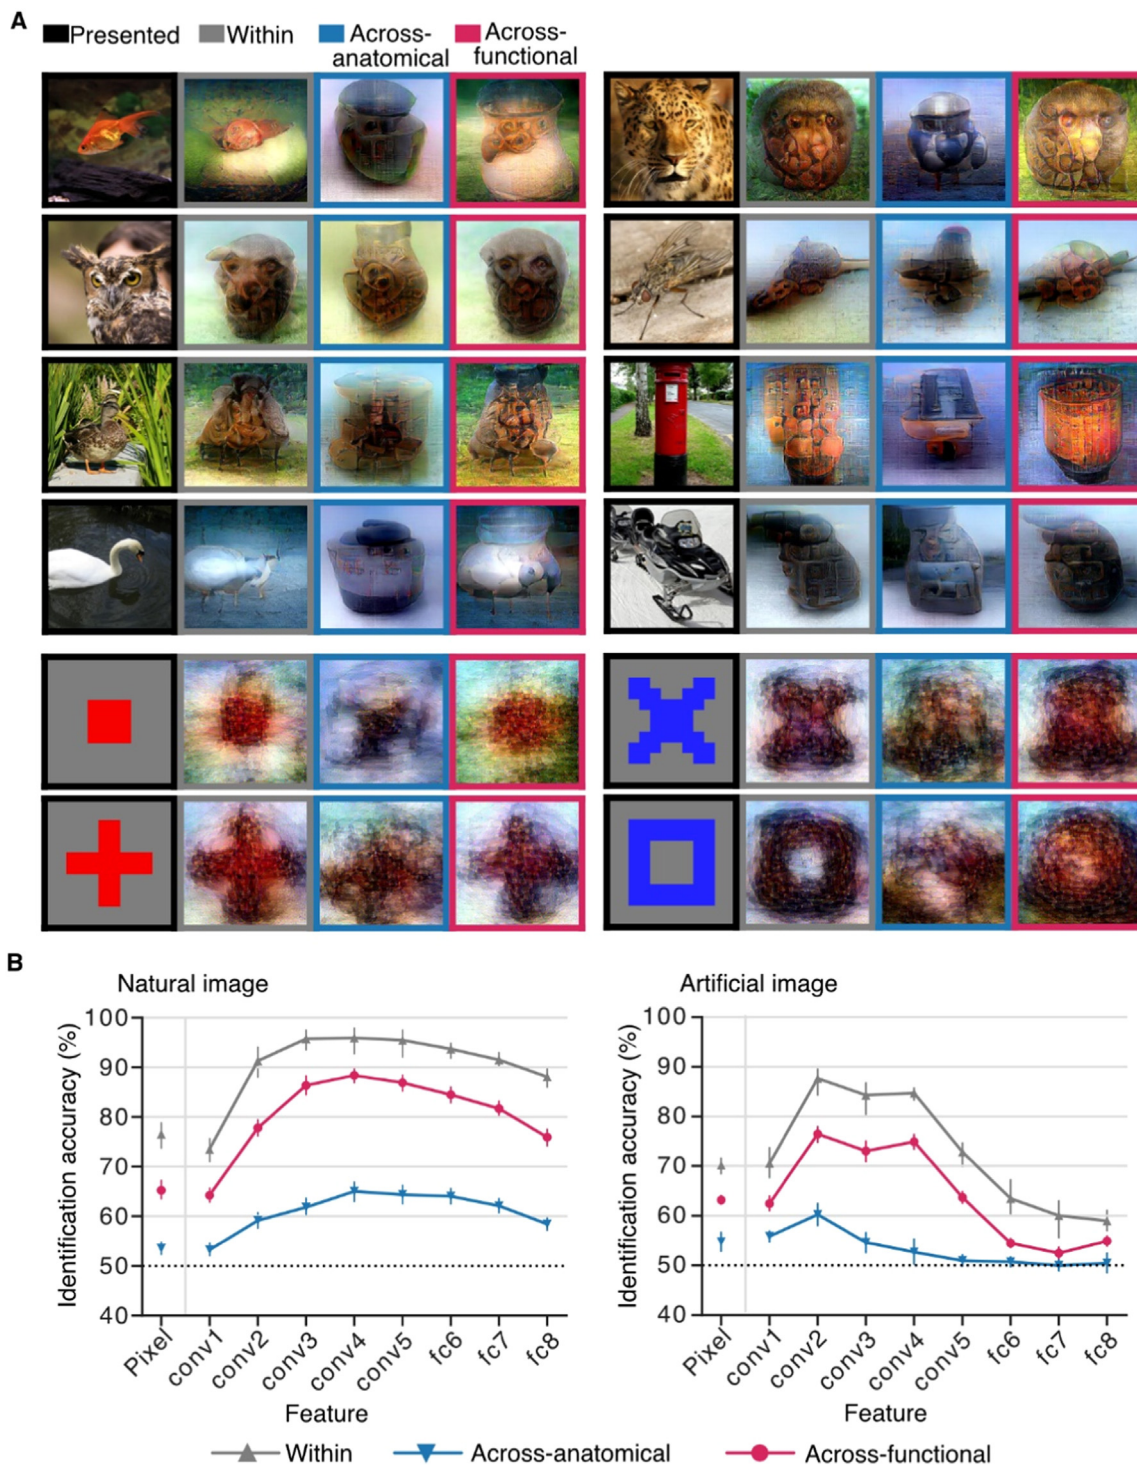 A
Presented
Within
Across-
anatomical
Across-
functional
B
Natural image
Identification accuracy (%)
100
90
80
70
60
50
40
Pixel
conv1
conv2
conv3
conv4
conv5
fc6
fc7
fc8
Feature
Artificial image
Identification accuracy (%)
100
90
80
70
60
50
40
Pixel
conv1
conv2
conv3
conv4
conv5
fc6
fc7
fc8
Feature
Within
Across-anatomical
Across-functional